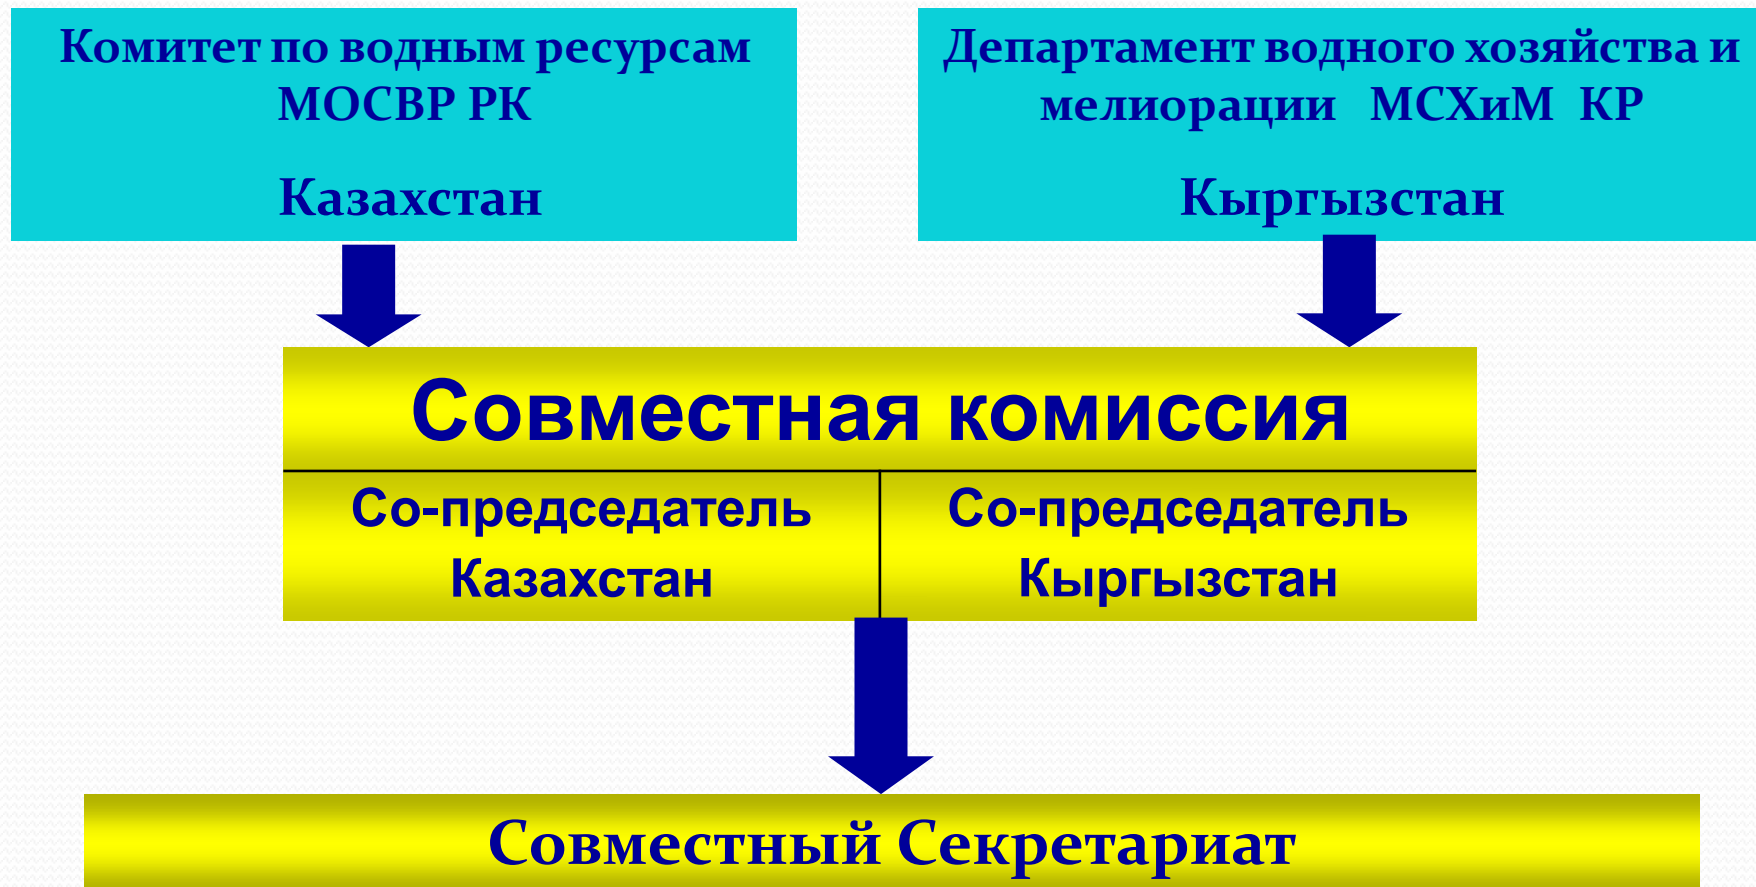 Комитет по водным ресурсам
МОСВР РК
Казахстан
Департамент водного хозяйства и
мелиорации МСХиМ КР
Кыргызстан
Совместная комиссия
Со-председатель
Казахстан
Со-председатель
Кыргызстан
Совместный Секретариат